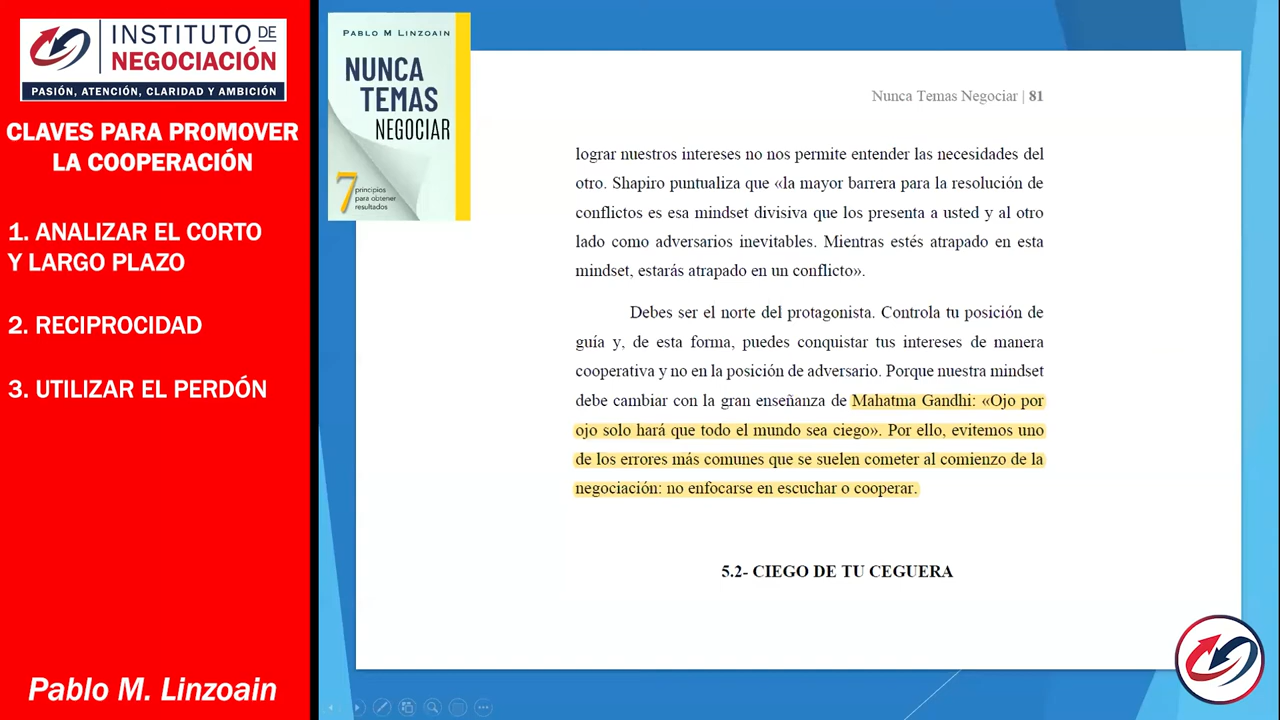 INSTITUTO DE
NEGOCIACIÓN
PASIÓN, ATENCIÓN, CLARIDAD Y AMBICIÓN
CLAVES PARA PROMOVER
LA COOPERACIÓN
1. ANALIZAR EL CORTO
Y LARGO PLAZO
2. RECIPROCIDAD
3. UTILIZAR EL PERDÓN
Pablo M. Linzoain
PABLO M LINZOAIN
NUNCA
TEMAS
NEGOCIAR
7 principios
para obtener
resultados
Nunca Temas Negociar | 81
lograr nuestros intereses no nos permite entender las necesidades del
otro. Shapiro puntualiza que «la mayor barrera para la resolución de
conflictos es esa mindset divisiva que los presenta a usted y al otro
lado como adversarios inevitables. Mientras estés atrapado en esta
mindset, estarás atrapado en un conflicto».
Debes ser el norte del protagonista. Controla tu posición de
guía y, de esta forma, puedes conquistar tus intereses de manera
cooperativa y no en la posición de adversario. Porque nuestra mindset
debe cambiar con la gran enseñanza de Mahatma Gandhi: «Ojo por
ojo solo hará que todo el mundo sea ciego». Por ello, evitemos uno
de los errores más comunes que se suelen cometer al comienzo de la
negociación: no enfocarse en escuchar o cooperar.
5.2- CIEGO DE TU CEGUERA